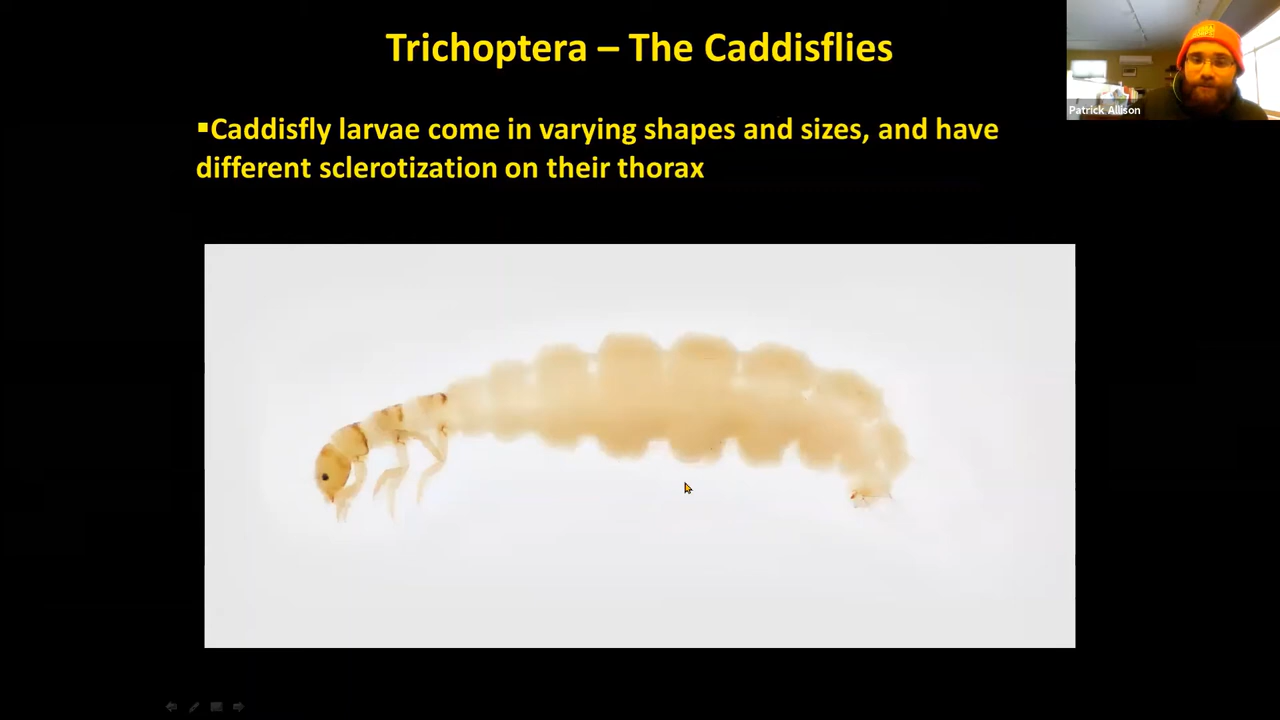 Trichoptera – The Caddisflies
Patrick Allison
▪Caddisfly larvae come in varying shapes and sizes, and have
different sclerotization on their thorax